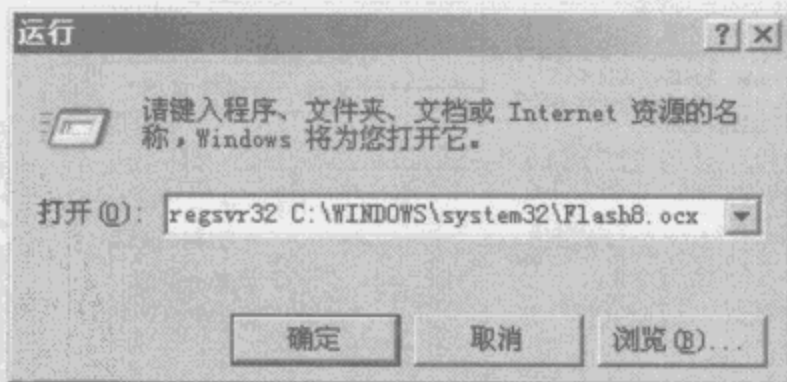 运行
请键入程序、文件夹、文档或 Internet 资源的名
称，Windows 将为您打开它。
打开(O)：
regsvr32 C:\WINDOWS\system32\Flash8.ocx
确定
取消
浏览(B)...